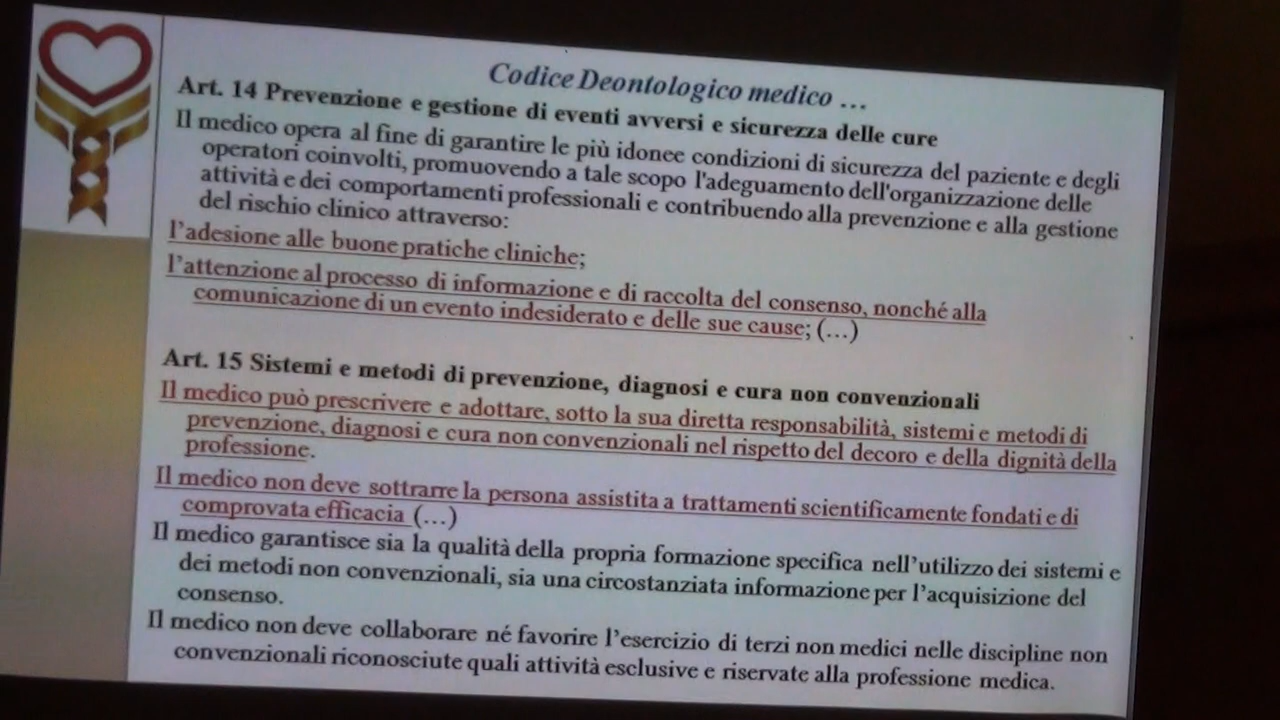 Codice Deontologico medico …
Art. 14 Prevenzione e gestione di eventi avversi e sicurezza delle cure
Il medico opera al fine di garantire le più idonee condizioni di sicurezza del paziente e degli
operatori coinvolti, promuovendo a tale scopo l'adeguamento dell'organizzazione delle
attività e dei comportamenti professionali e contribuendo alla prevenzione e alla gestione
del rischio clinico attraverso:
l’adesione alle buone pratiche cliniche;
l’attenzione al processo di informazione e di raccolta del consenso, nonché alla
comunicazione di un evento indesiderato e delle sue cause; (…)
Art. 15 Sistemi e metodi di prevenzione, diagnosi e cura non convenzionali
Il medico può prescrivere e adottare, sotto la sua diretta responsabilità, sistemi e metodi di
prevenzione, diagnosi e cura non convenzionali nel rispetto del decoro e della dignità della
professione.
Il medico non deve sottrarre la persona assistita a trattamenti scientificamente fondati e di
comprovata efficacia (…)
Il medico garantisce sia la qualità della propria formazione specifica nell’utilizzo dei sistemi e
dei metodi non convenzionali, sia una circostanziata informazione per l’acquisizione del
consenso.
Il medico non deve collaborare né favorire l’esercizio di terzi non medici nelle discipline non
convenzionali riconosciute quali attività esclusive e riservate alla professione medica.